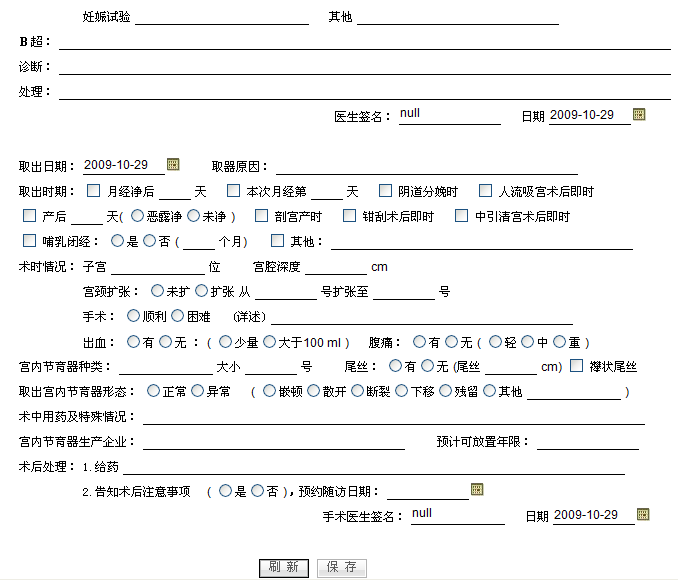 妊娠试验 其他
B超：
诊断：
处理：
医生签名： null 日期 2009-10-29
取出日期： 2009-10-29 取器原因：
取出时期： 月经净后 天 本次月经第 天 阴道分娩时 人流吸宫术后即时
产后 天( 恶露净 未净 ) 剖宫产时 钳刮术后即时 中引清宫术后即时
哺乳闭经： 是 否 ( 个月) 其他：
术时情况： 子宫 位 宫腔深度 cm
宫颈扩张： 未扩 扩张 从 号扩张至 号
手术： 顺利 困难 (详述)
出血： 有 无 ： ( 少量 大于100 ml ) 腹痛： 有 无 ( 轻 中 重 )
宫内节育器种类： 大小 号 尾丝： 有 无 (尾丝 cm) 襻状尾丝
取出宫内节育器形态： 正常 异常 ( 嵌顿 散开 断裂 下移 残留 其他 )
术中用药及特殊情况：
宫内节育器生产企业： 预计可放置年限：
术后处理： 1.给药
2.告知术后注意事项 ( 是 否 )，预约随访日期：
手术医生签名： null 日期 2009-10-29
刷 新 保 存